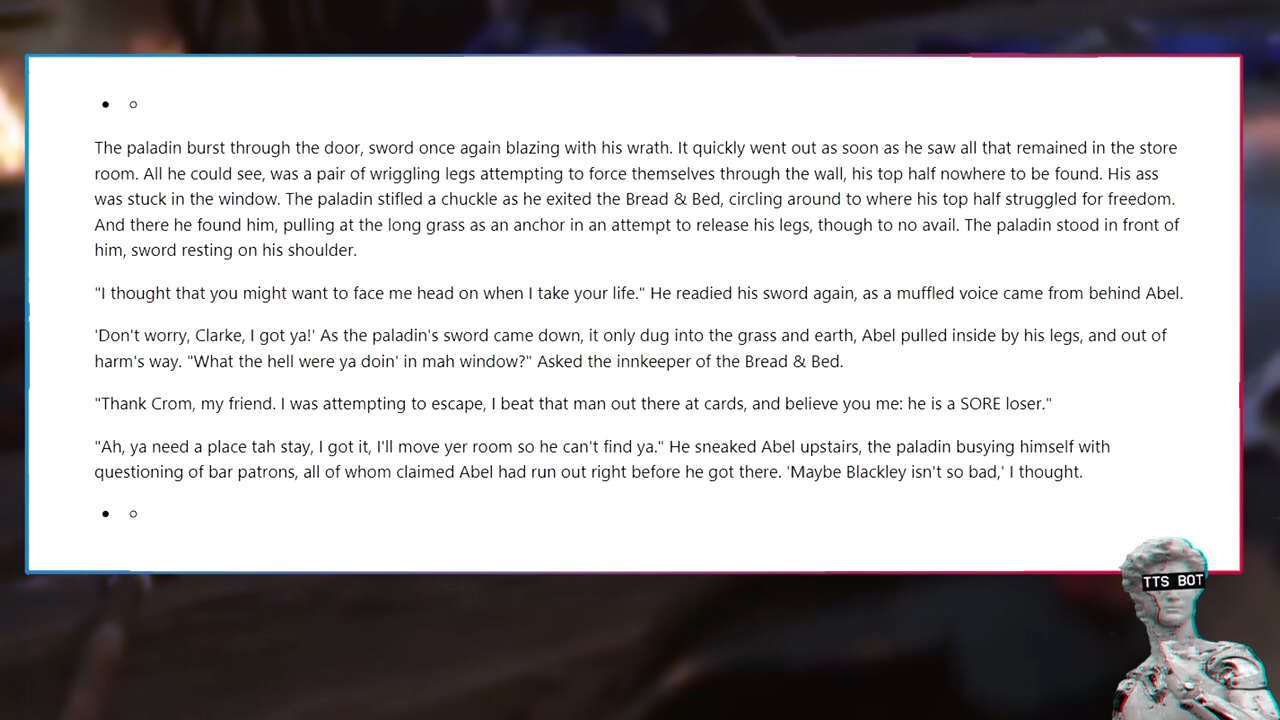 The paladin burst through the door, sword once again blazing with his wrath. It quickly went out as soon as he saw all that remained in the store
room. All he could see, was a pair of wriggling legs attempting to force themselves through the wall, his top half nowhere to be found. His ass
was stuck in the window. The paladin stifled a chuckle as he exited the Bread & Bed, circling around to where his top half struggled for freedom.
And there he found him, pulling at the long grass as an anchor in an attempt to release his legs, though to no avail. The paladin stood in front of
him, sword resting on his shoulder.
"I thought that you might want to face me head on when I take your life." He readied his sword again, as a muffled voice came from behind Abel.
'Don't worry, Clarke, I got ya!' As the paladin's sword came down, it only dug into the grass and earth, Abel pulled inside by his legs, and out of
harm's way. "What the hell were ya doin' in mah window?" Asked the innkeeper of the Bread & Bed.
"Thank Crom, my friend. I was attempting to escape, I beat that man out there at cards, and believe you me: he is a SORE loser."
"Ah, ya need a place tah stay, I got it, I'll move yer room so he can't find ya." He sneaked Abel upstairs, the paladin busying himself with
questioning of bar patrons, all of whom claimed Abel had run out right before he got there. 'Maybe Blackley isn't so bad,' I thought.
TTS BOT